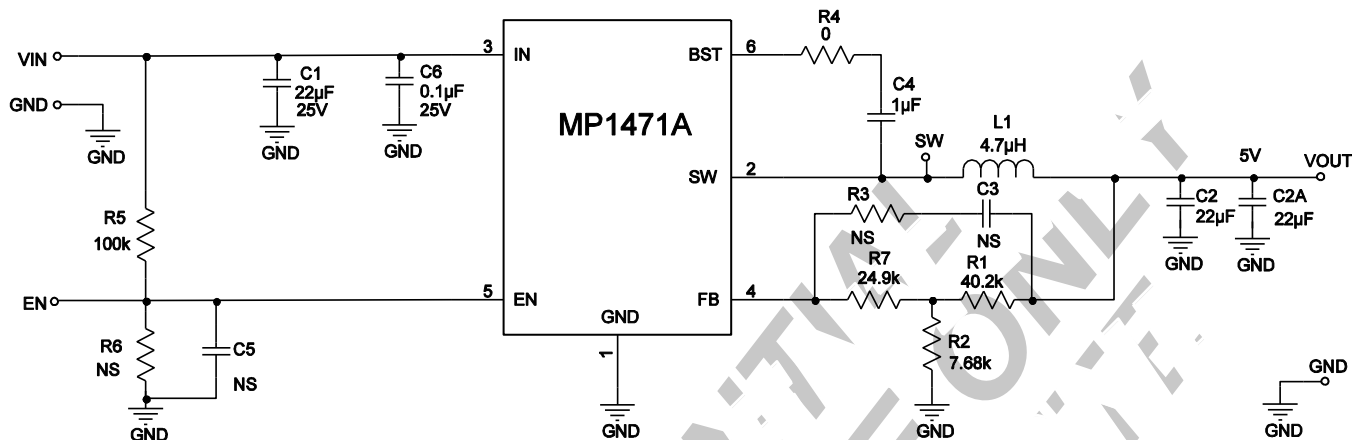 VIN
GND
GND
R5
100k
EN
R6
NS
C5
NS
GND
C1
22µF
25V
GND
C6
0.1µF
25V
GND
3
IN
5
EN
MP1471A
BST
6
SW
2
FB
4
GND
1
GND
R4
0
C4
1µF
SW
L1
4.7µH
R3
NS
C3
NS
R7
24.9k
R1
40.2k
R2
7.68k
GND
5V
VOUT
C2
22µF
GND
C2A
22µF
GND
GND
GND